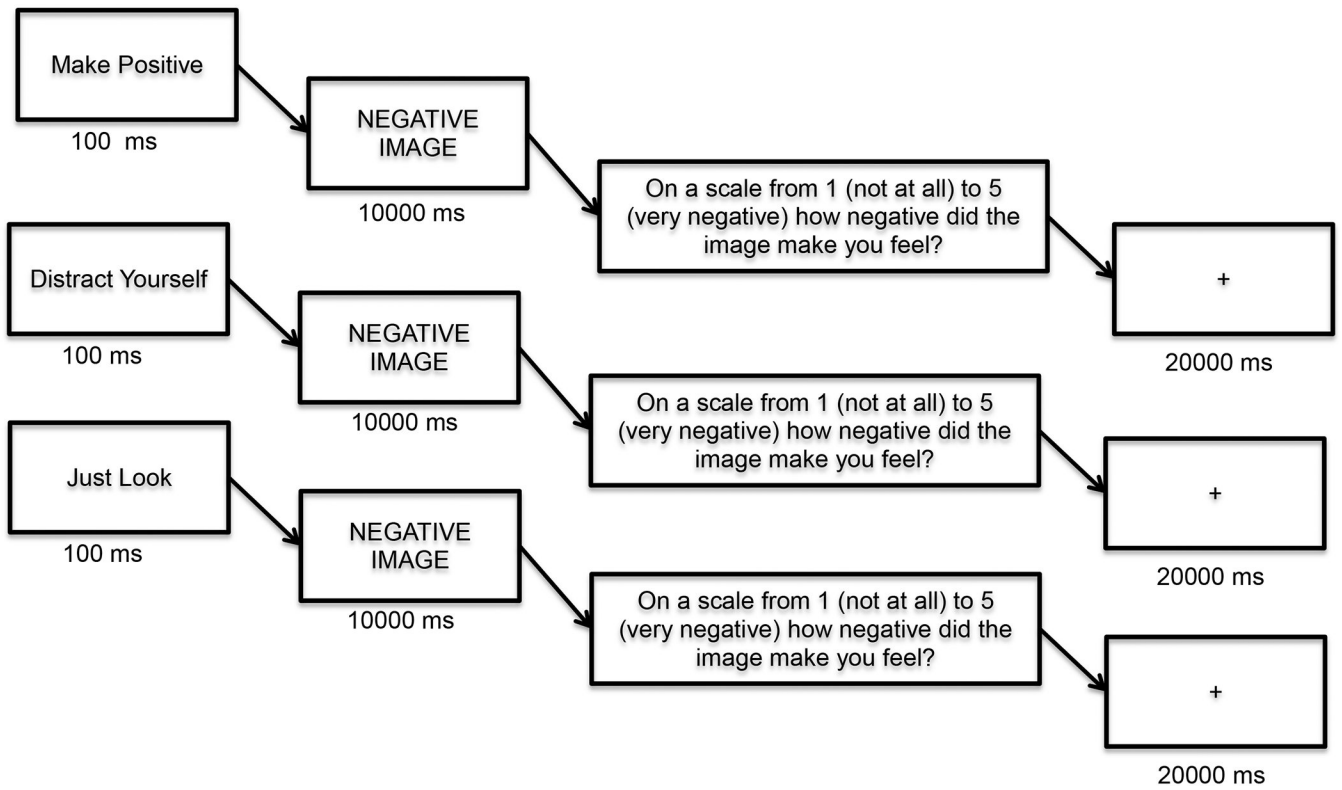 Make Positive
100  ms
NEGATIVE
IMAGE
10000 ms
On a scale from 1 (not at all) to 5
(very negative) how negative did the
image make you feel?
+
20000 ms
Distract Yourself
100 ms
NEGATIVE
IMAGE
10000 ms
On a scale from 1 (not at all) to 5
(very negative) how negative did the
image make you feel?
+
20000 ms
Just Look
100 ms
NEGATIVE
IMAGE
10000 ms
On a scale from 1 (not at all) to 5
(very negative) how negative did the
image make you feel?
+
20000 ms